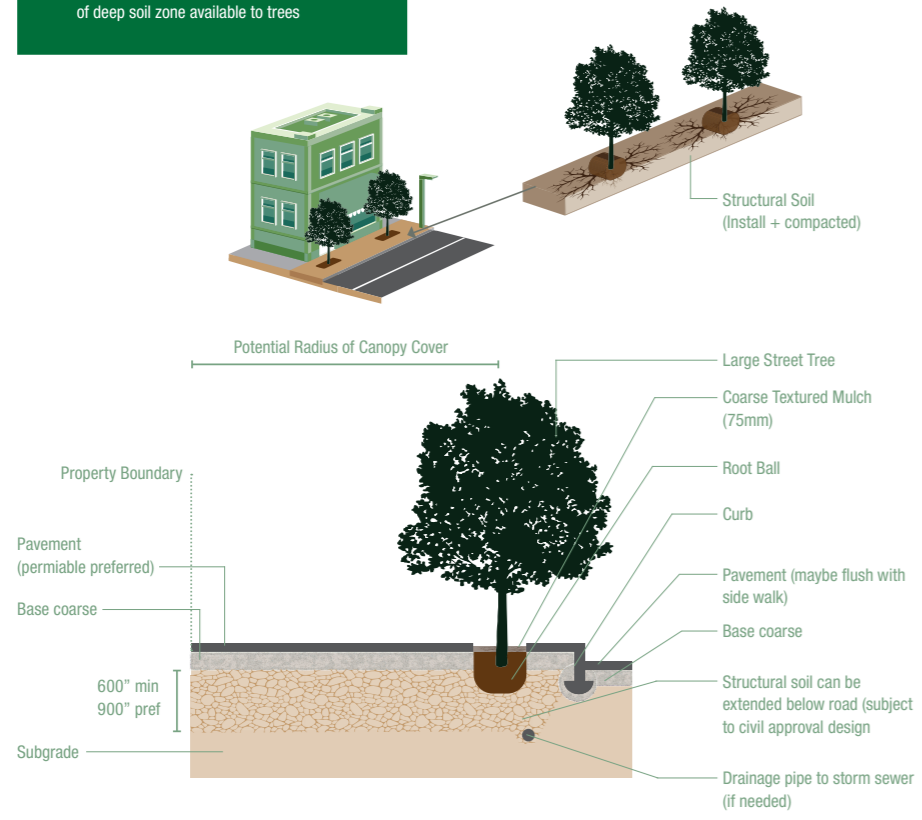 of deep soil zone available to trees
Structural Soil
(Install + compacted)
Potential Radius of Canopy Cover
Large Street Tree
Coarse Textured Mulch
(75mm)
Property Boundary
Root Ball
Curb
Pavement
(permiable preferred)
Pavement (maybe flush with
side walk)
Base coarse
Base coarse
600” min
900” pref
Structural soil can be
extended below road (subject
to civil approval design
Subgrade
Drainage pipe to storm sewer
(if needed)